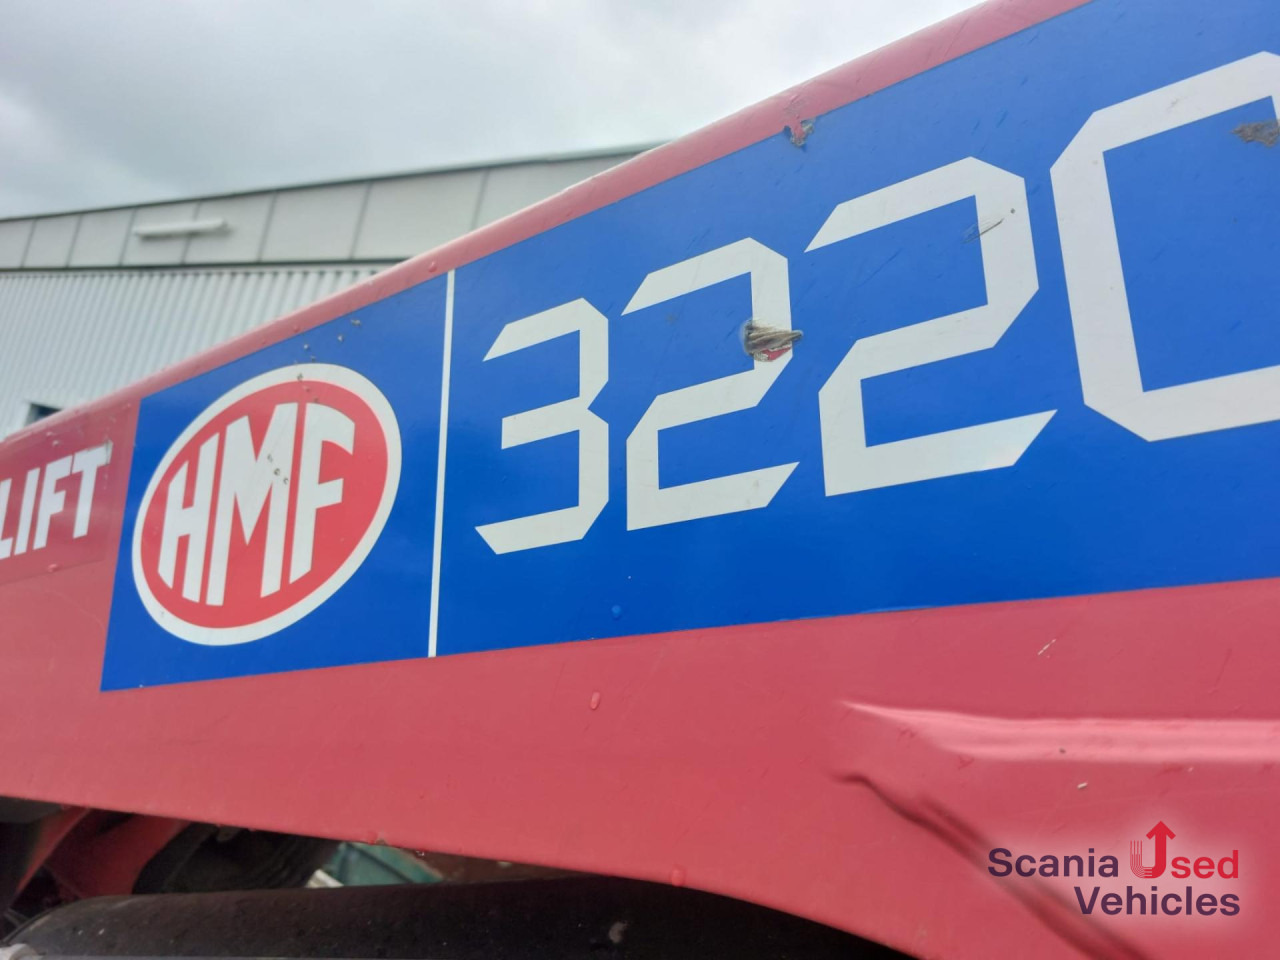 LIFT
HMF
3220
Scania Used
Vehicles